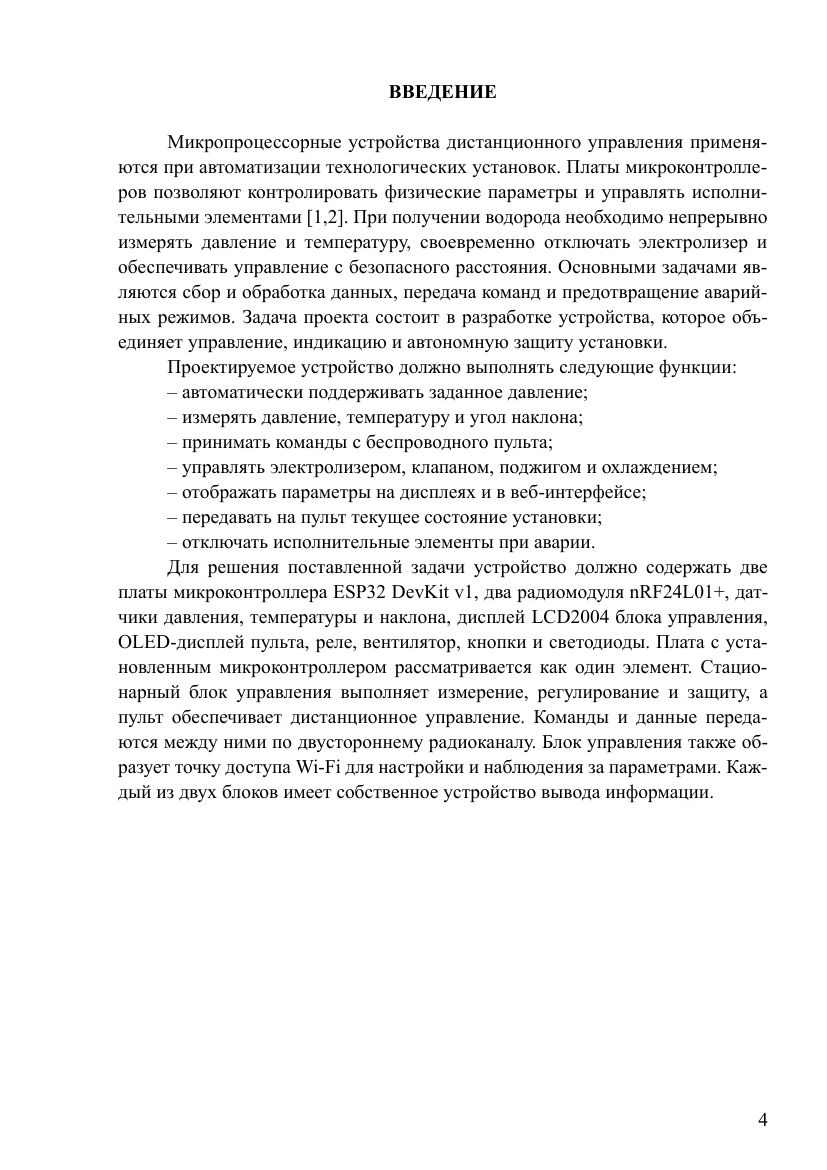 ВВЕДЕНИЕ
Микропроцессорные устройства дистанционного управления применя-
ются при автоматизации технологических установок. Платы микроконтролле-
ров позволяют контролировать физические параметры и управлять исполни-
тельными элементами [1,2]. При получении водорода необходимо непрерывно
измерять давление и температуру, своевременно отключать электролизер и
обеспечивать управление с безопасного расстояния. Основными задачами яв-
ляются сбор и обработка данных, передача команд и предотвращение аварий-
ных режимов. Задача проекта состоит в разработке устройства, которое объ-
единяет управление, индикацию и автономную защиту установки.
Проектируемое устройство должно выполнять следующие функции:
– автоматически поддерживать заданное давление;
– измерять давление, температуру и угол наклона;
– принимать команды с беспроводного пульта;
– управлять электролизером, клапаном, поджигом и охлаждением;
– отображать параметры на дисплеях и в веб-интерфейсе;
– передавать на пульт текущее состояние установки;
– отключать исполнительные элементы при аварии.
Для решения поставленной задачи устройство должно содержать две
платы микроконтроллера ESP32 DevKit v1, два радиомодуля nRF24L01+, дат-
чики давления, температуры и наклона, дисплей LCD2004 блока управления,
OLED-дисплей пульта, реле, вентилятор, кнопки и светодиоды. Плата с уста-
новленным микроконтроллером рассматривается как один элемент. Стацио-
нарный блок управления выполняет измерение, регулирование и защиту, а
пульт обеспечивает дистанционное управление. Команды и данные переда-
ются между ними по двустороннему радиоканалу. Блок управления также об-
разует точку доступа Wi-Fi для настройки и наблюдения за параметрами. Каж-
дый из двух блоков имеет собственное устройство вывода информации.
4